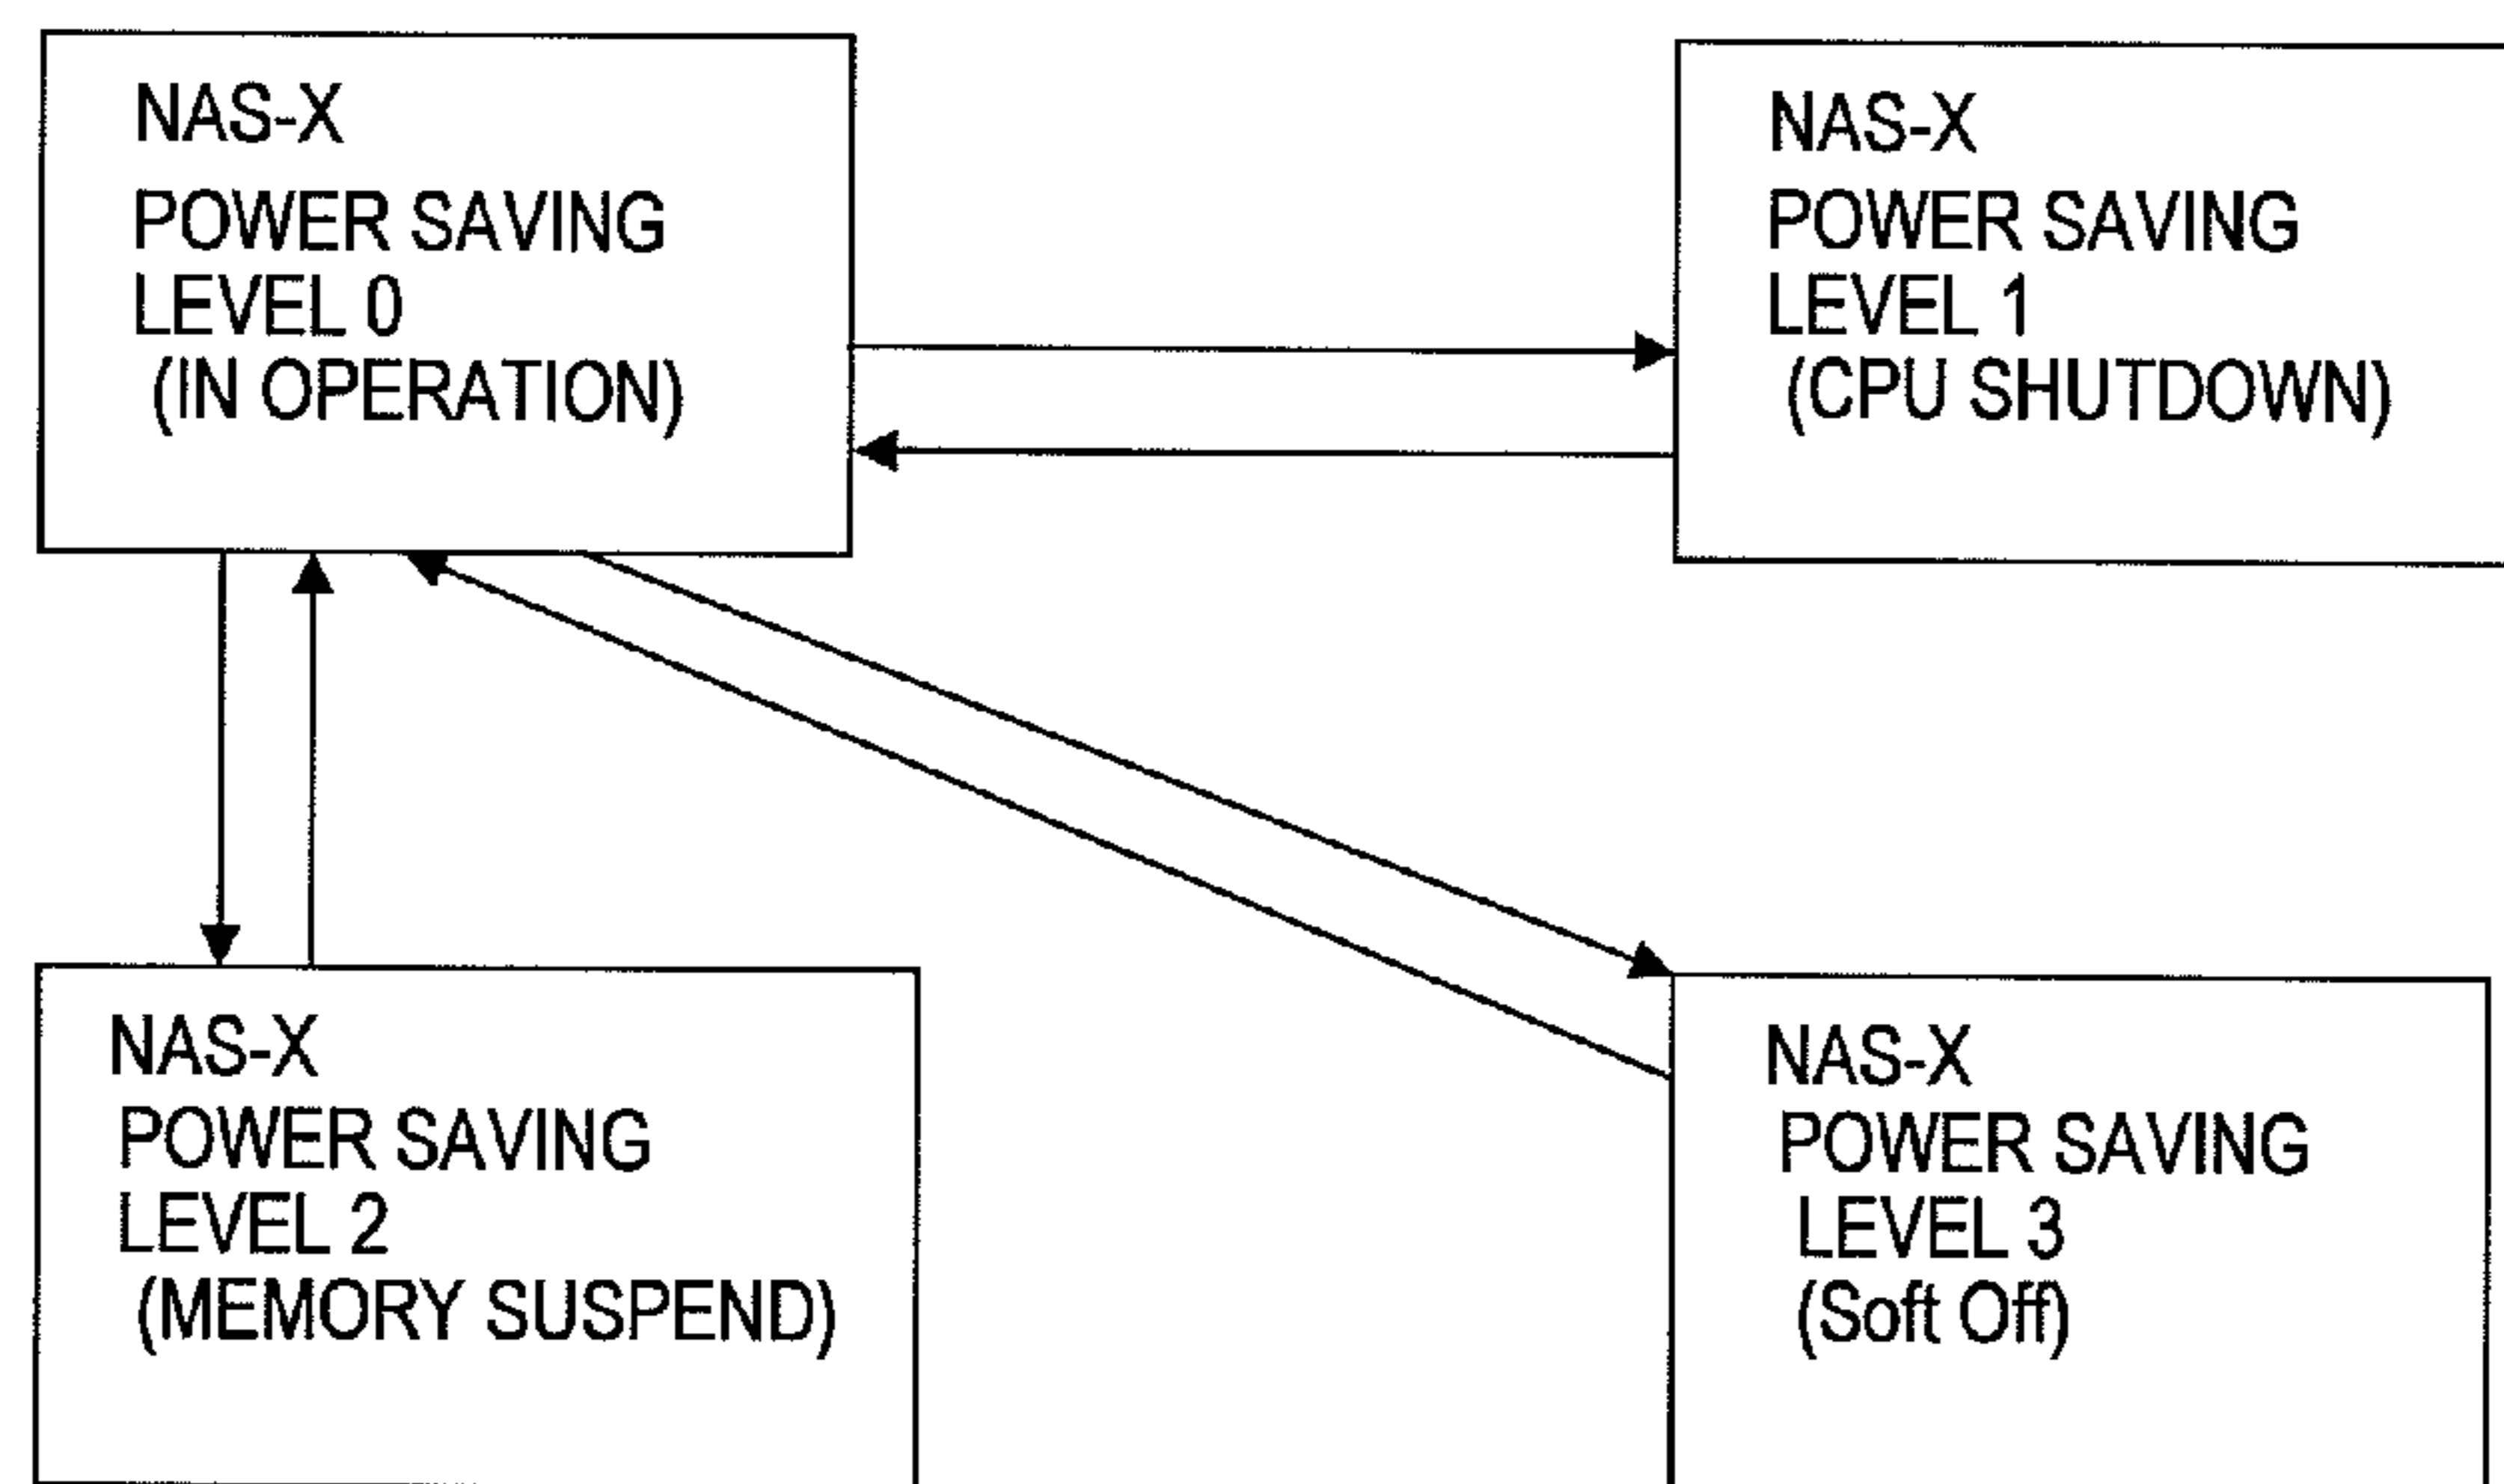 NAS-X
POWER SAVING
LEVEL 0
(IN OPERATION)
NAS-X
POWER SAVING
LEVEL 1
(CPU SHUTDOWN)
NAS-X
POWER SAVING
LEVEL 2
(MEMORY SUSPEND)
NAS-X
POWER SAVING
LEVEL 3
(Soft Off)